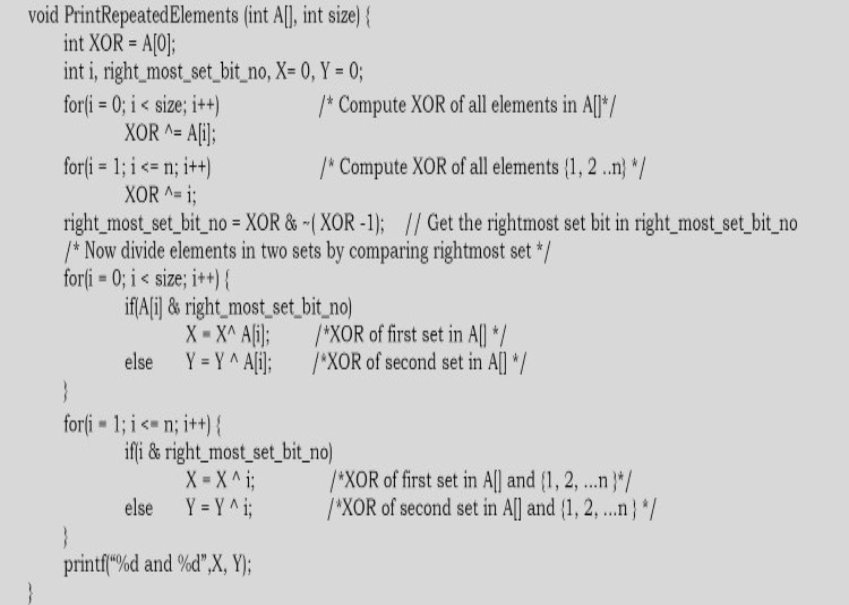 void PrintRepeatedElements (int A[], int size) {
int XOR = A[0];
int i, right_most_set_bit_no, X= 0, Y = 0;
for(i = 0; i < size; i++) /* Compute XOR of all elements in A[]*/
XOR ^= A[i];
for(i = 1; i <= n; i++) /* Compute XOR of all elements {1, 2 ..n} */
XOR ^= i;
right_most_set_bit_no = XOR & ~( XOR -1); // Get the rightmost set bit in right_most_set_bit_no
/* Now divide elements in two sets by comparing rightmost set */
for(i = 0; i < size; i++) {
if(A[i] & right_most_set_bit_no)
X = X^ A[i]; /*XOR of first set in A[] */
else Y = Y ^ A[i]; /*XOR of second set in A[] */
}
for(i = 1; i <= n; i++) {
if(i & right_most_set_bit_no)
X = X ^ i; /*XOR of first set in A[] and {1, 2, ...n }*/
else Y = Y ^ i; /*XOR of second set in A[] and {1, 2, ...n } */
}
printf(“%d and %d”,X, Y);
}